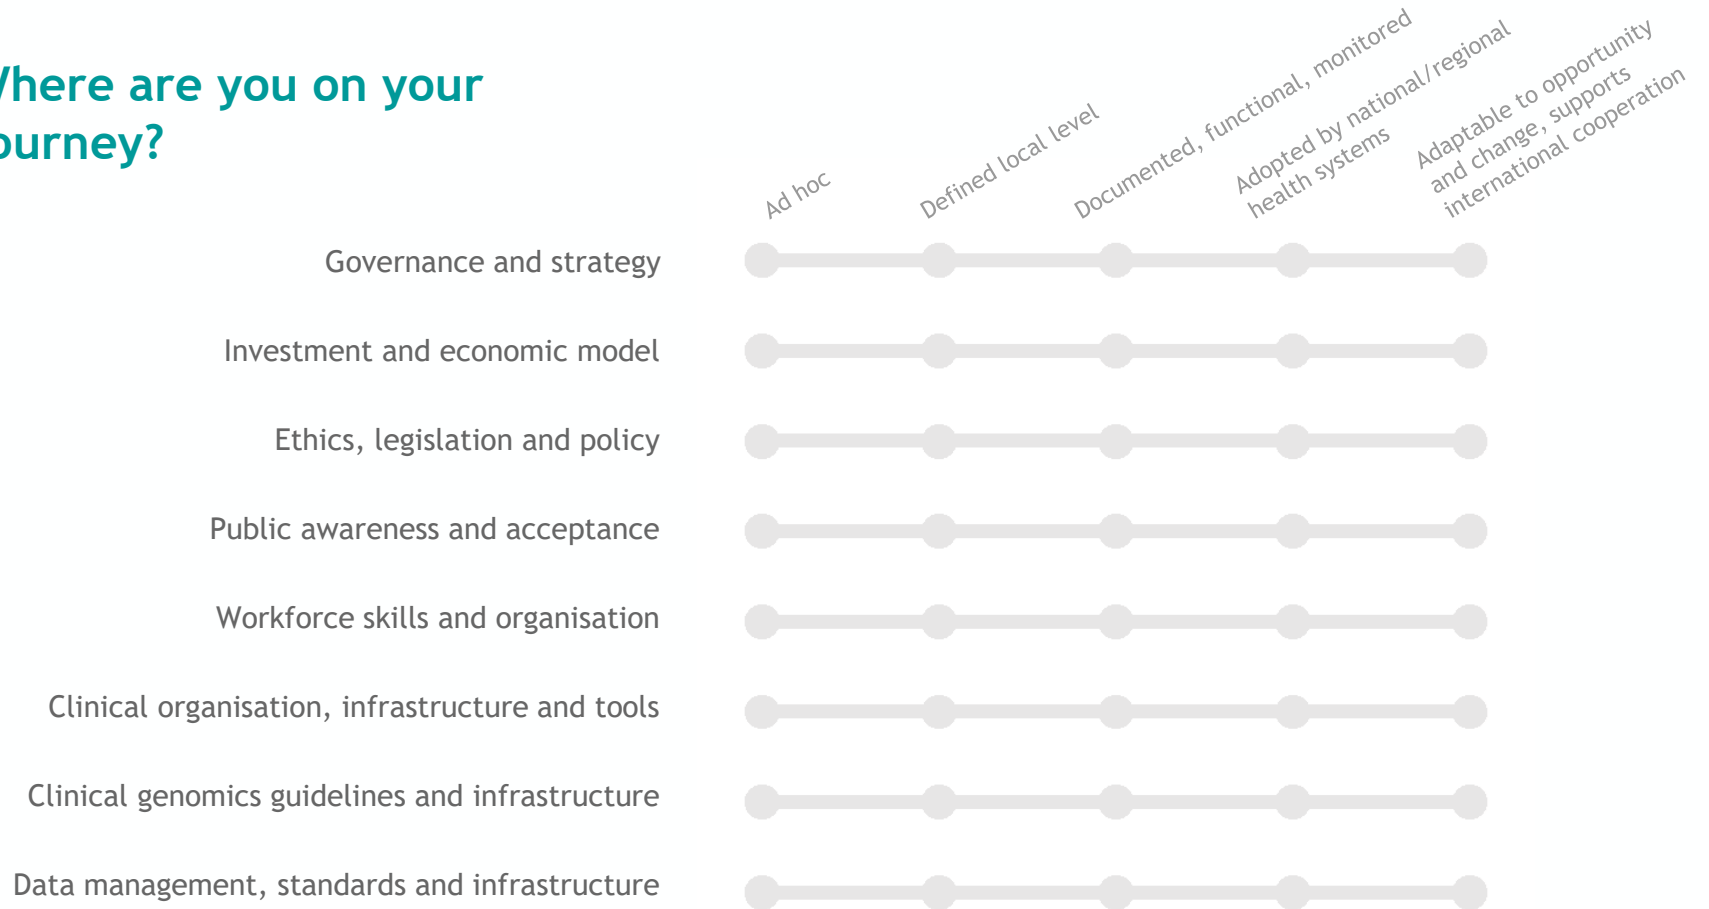 Where are you on your
ourney?
Ad hoc
Defined local level
Documented, functional, monitored
Adopted by national/regional
health systems
Adaptable to opportunity
and change, supports
international cooperation
Governance and strategy
Investment and economic model
Ethics, legislation and policy
Public awareness and acceptance
Workforce skills and organisation
Clinical organisation, infrastructure and tools
Clinical genomics guidelines and infrastructure
Data management, standards and infrastructure